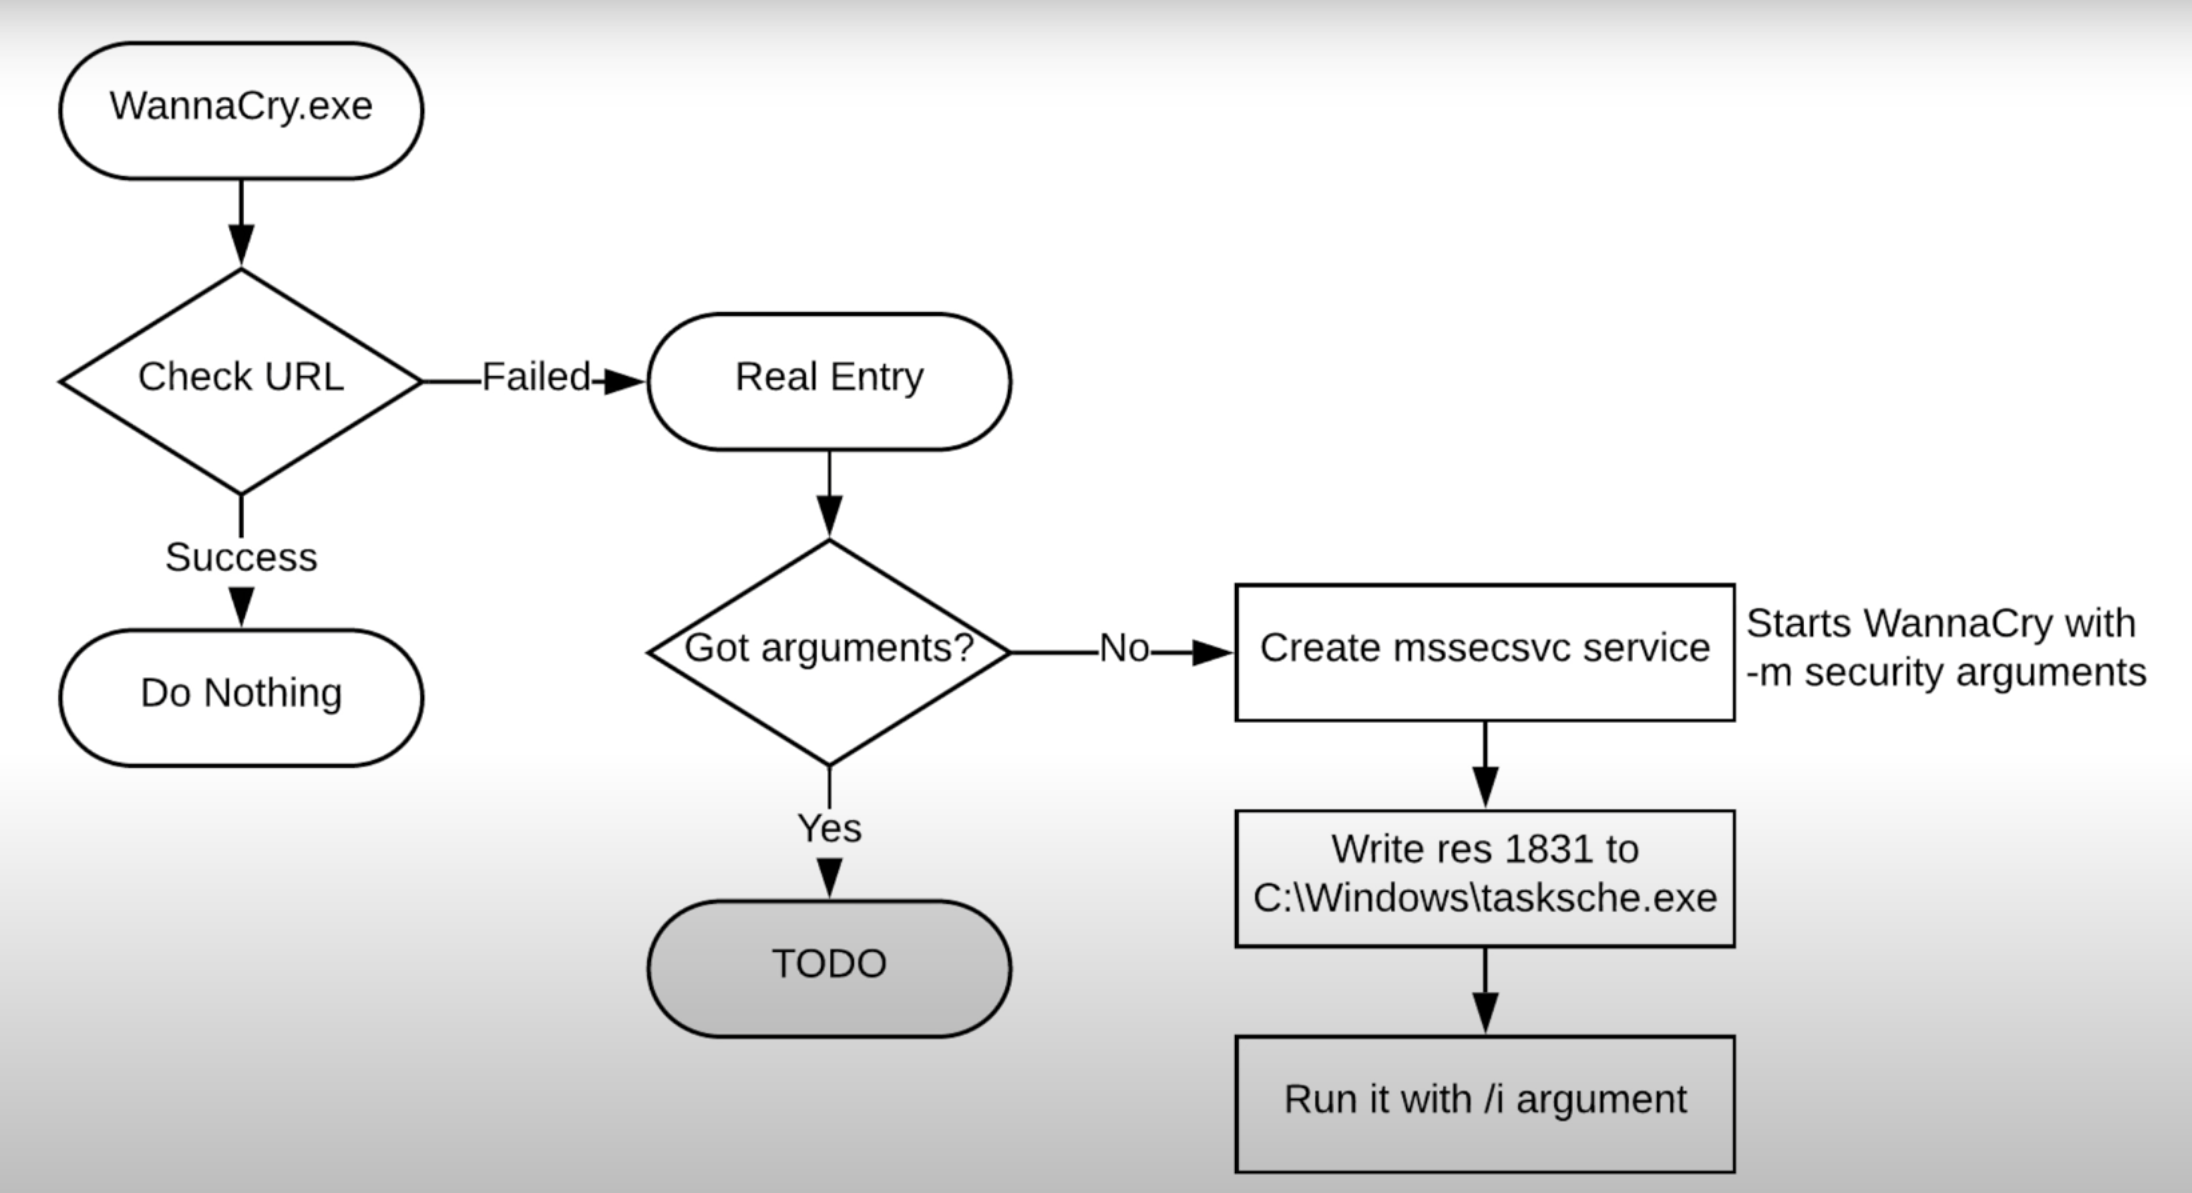 WannaCry.exe
Check URL
Failed
Real Entry
Success
Do Nothing
Got arguments?
No
Create mssecsvc service
Starts WannaCry with
-m security arguments
Yes
TODO
Write res 1831 to
C:\Windows\tasksche.exe
Run it with /i argument